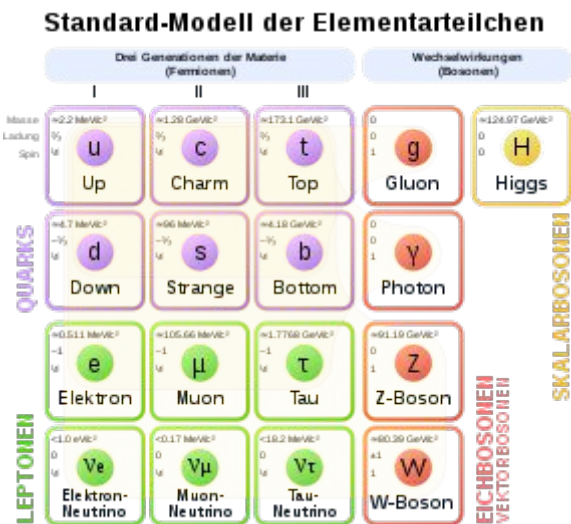 Standard-Modell der Elementarteilchen
Drei Generationen der Materie
(Fermionen)
Wechselwirkungen
(Bosonen)
I II III
Masse
Ladung
Spin
≈2.2 MeV/c²
⅔
½
u
Up
≈1.28 GeV/c²
⅔
½
c
Charm
≈173.1 GeV/c²
⅔
½
t
Top
0
0
1
g
Gluon
≈124.97 GeV/c²
0
0
H
Higgs
QUARKS
≈4.7 MeV/c²
−⅓
½
d
Down
≈96 MeV/c²
−⅓
½
s
Strange
≈4.18 GeV/c²
−⅓
½
b
Bottom
0
0
1
γ
Photon
SKALARBOSONEN
LEPTONEN
≈0.511 MeV/c²
−1
½
e
Elektron
≈105.66 MeV/c²
−1
½
μ
Muon
≈1.7768 GeV/c²
−1
½
τ
Tau
≈91.19 GeV/c²
0
1
Z
Z-Boson
EICHBOSONEN
VEKTORBOSONEN
<1.0 eV/c²
0
½
νe
Elektron-
Neutrino
<0.17 MeV/c²
0
½
νμ
Muon-
Neutrino
<18.2 MeV/c²
0
½
ντ
Tau-
Neutrino
≈80.39 GeV/c²
±1
1
W
W-Boson